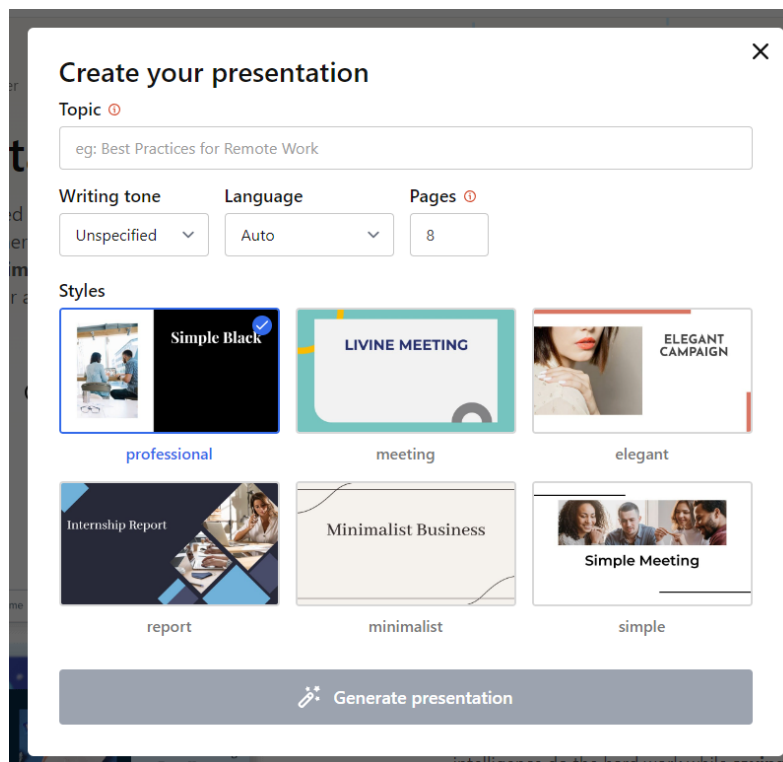 Create your presentation
Topic
eg: Best Practices for Remote Work
Writing tone
Language
Pages
Unspecified
Auto
8
Styles
Simple Black
LIVINE MEETING
ELEGANT
CAMPAIGN
professional
meeting
elegant
Internship Report
Minimalist Business
Simple Meeting
report
minimalist
simple
Generate presentation